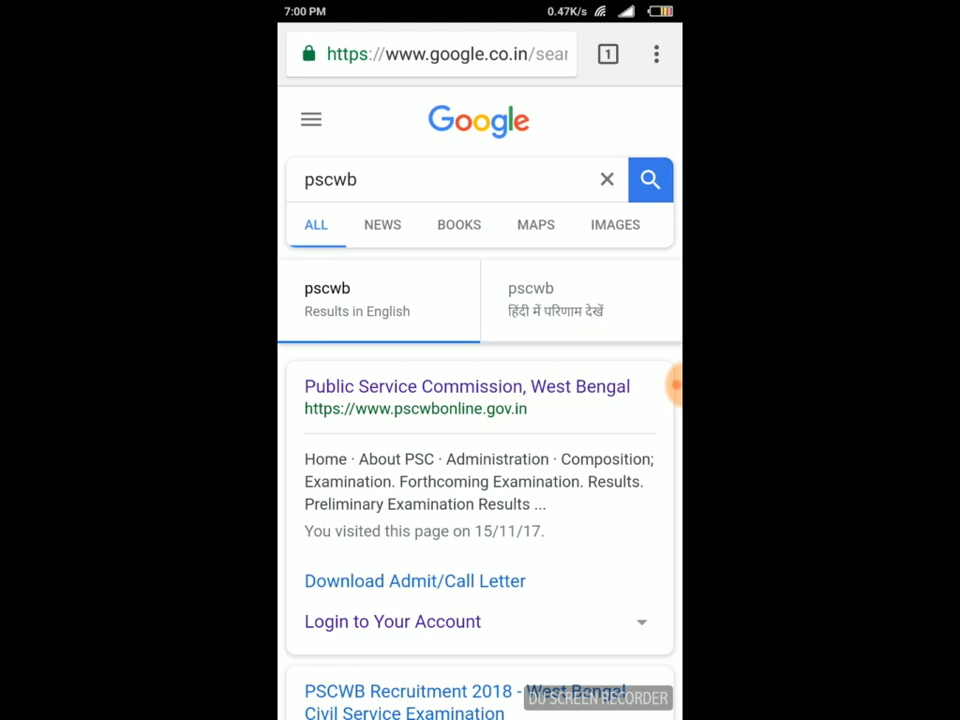 7:00 PM 0.47K/s
https://www.google.co.in/sear
1
Google
pscwb
ALL NEWS BOOKS MAPS IMAGES
pscwb
Results in English
pscwb
हिंदी में परिणाम देखें
Public Service Commission, West Bengal
https://www.pscwbonline.gov.in
Home · About PSC · Administration · Composition;
Examination. Forthcoming Examination. Results.
Preliminary Examination Results ...
You visited this page on 15/11/17.
Download Admit/Call Letter
Login to Your Account
PSCWB Recruitment 2018 - West Bengal
Civil Service Examination
DU SCREEN RECORDER